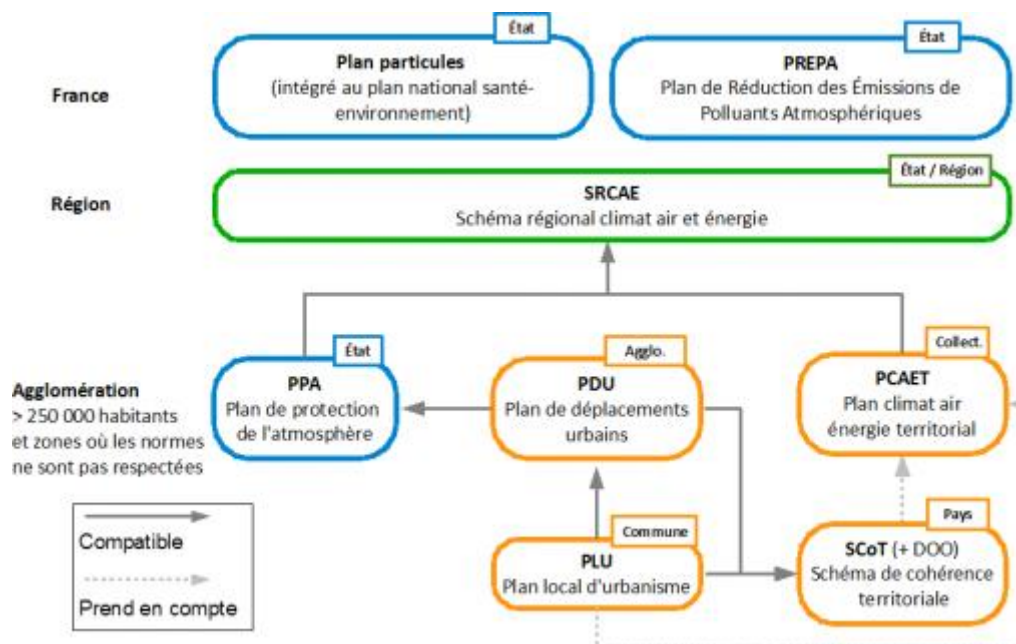 État
Plan particules
(intégré au plan national santé-
environnement)
État
PREPA
Plan de Réduction des Émissions de
Polluants Atmosphériques
France
État / Région
SRCAE
Schéma régional climat air et énergie
Région
État
PPA
Plan de protection
de l'atmosphère
Agglo.
PDU
Plan de déplacements
urbains
Collect.
PCAET
Plan climat air
énergie territorial
Agglomération
> 250 000 habitants
et zones où les normes
ne sont pas respectées
Compatible
Prend en compte
Commune
PLU
Plan local d'urbanisme
Pays
SCoT (+ DOO)
Schéma de cohérence
territoriale